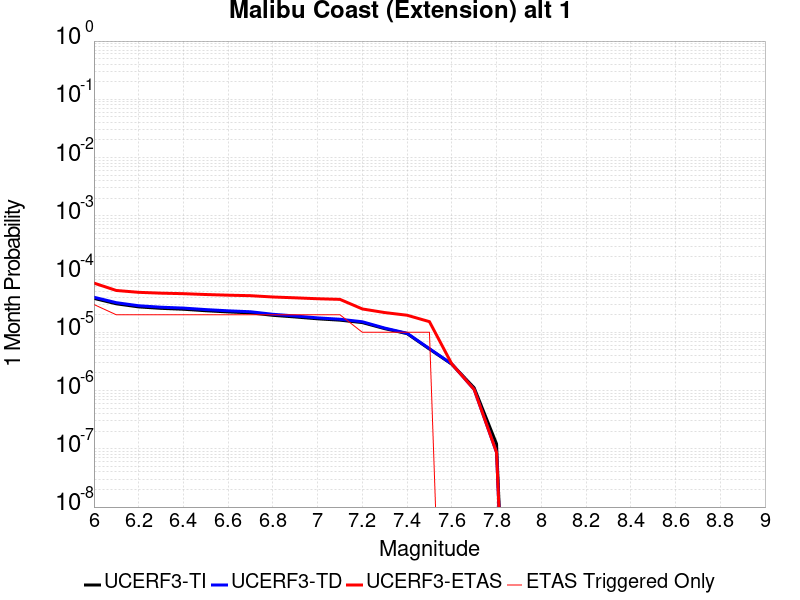 Malibu Coast (Extension) alt 1
10^0
10^-1
10^-2
10^-3
10^-4
10^-5
10^-6
10^-7
10^-8
1 Month Probability
6 6.2 6.4 6.6 6.8 7 7.2 7.4 7.6 7.8 8 8.2 8.4 8.6 8.8 9
Magnitude
UCERF3-TI UCERF3-TD UCERF3-ETAS ETAS Triggered Only